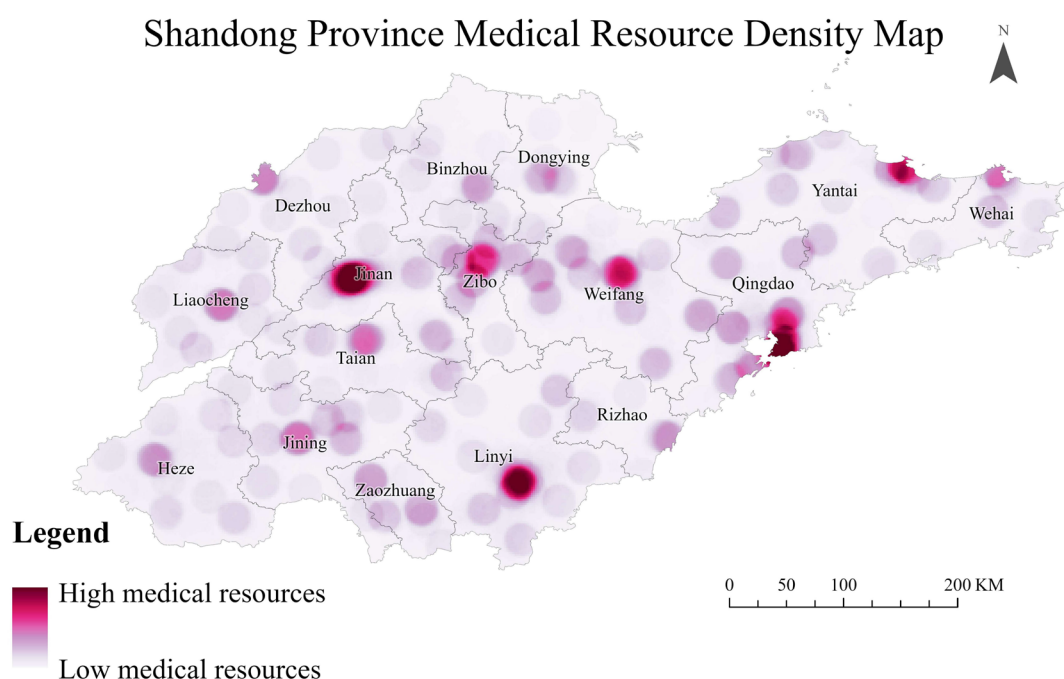 Shandong Province Medical Resource Density Map
N
Binzhou
Dongying
Dezhou
Yantai
Wehai
Jinan
Zibo
Weifang
Qingdao
Liaocheng
Taian
Rizhao
Jining
Linyi
Heze
Zaozhuang
Legend
High medical resources
Low medical resources
0 50 100 200 KM